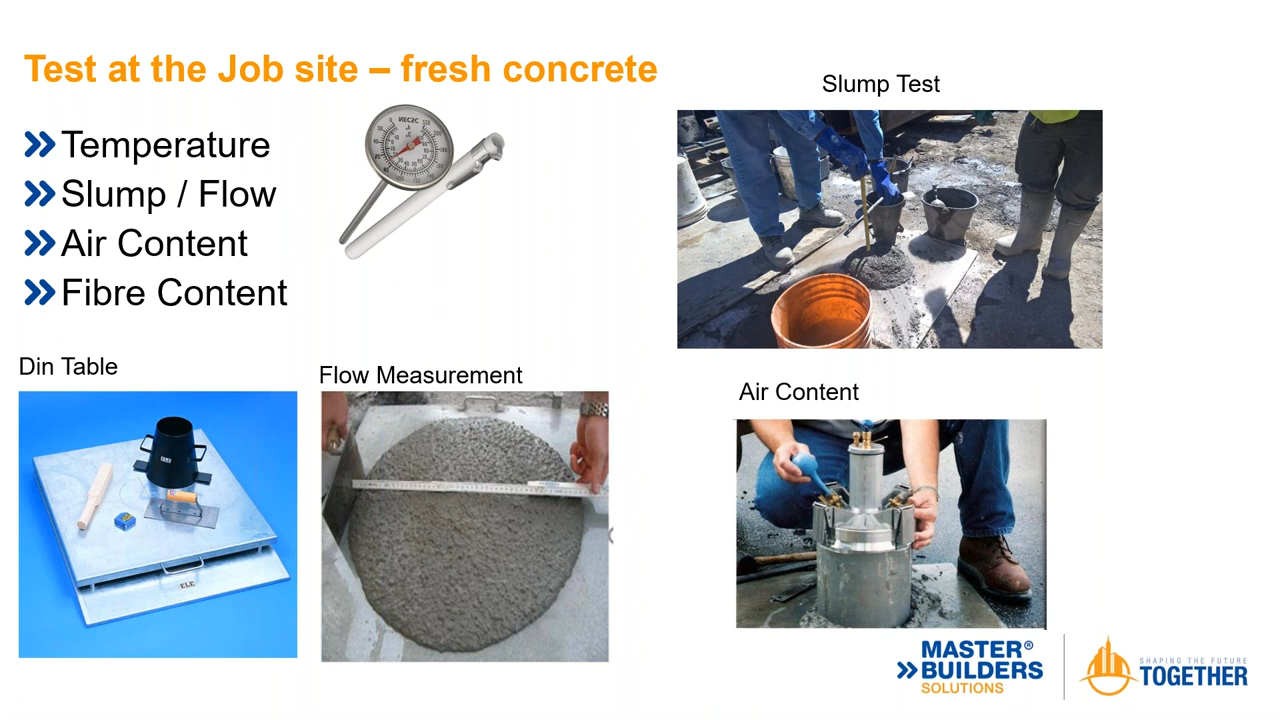 Test at the Job site – fresh concrete
Temperature
Slump / Flow
Air Content
Fibre Content
Slump Test
Din Table
Flow Measurement
Air Content
ELE
MASTER®
BUILDERS
SOLUTIONS
SHAPING THE FUTURE
TOGETHER